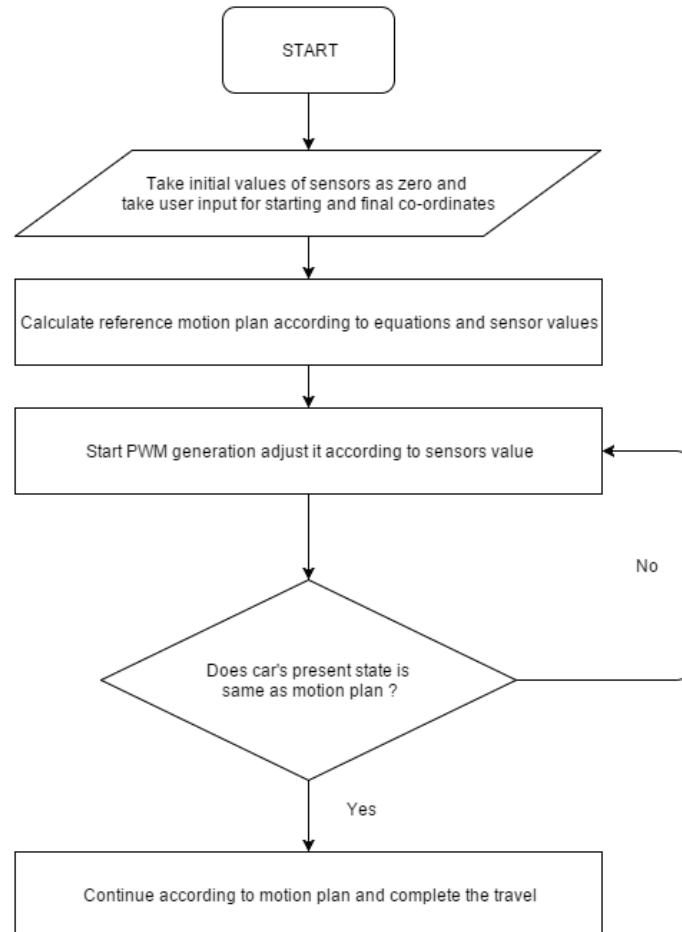 START
Take initial values of sensors as zero and
take user input for starting and final co-ordinates
Calculate reference motion plan according to equations and sensor values
Start PWM generation adjust it according to sensors value
No
Does car's present state is
same as motion plan ?
Yes
Continue according to motion plan and complete the travel